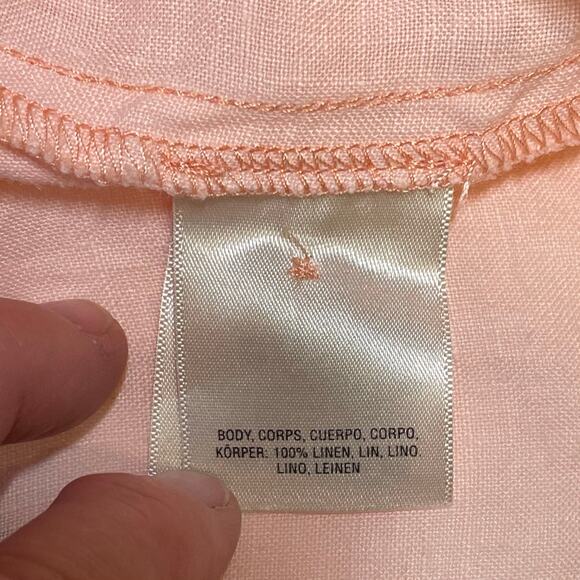 BODY, CORPS, CUERPO, CORPO,
KÖRPER: 100% LINEN, LIN, LINO.
LINO, LEINEN